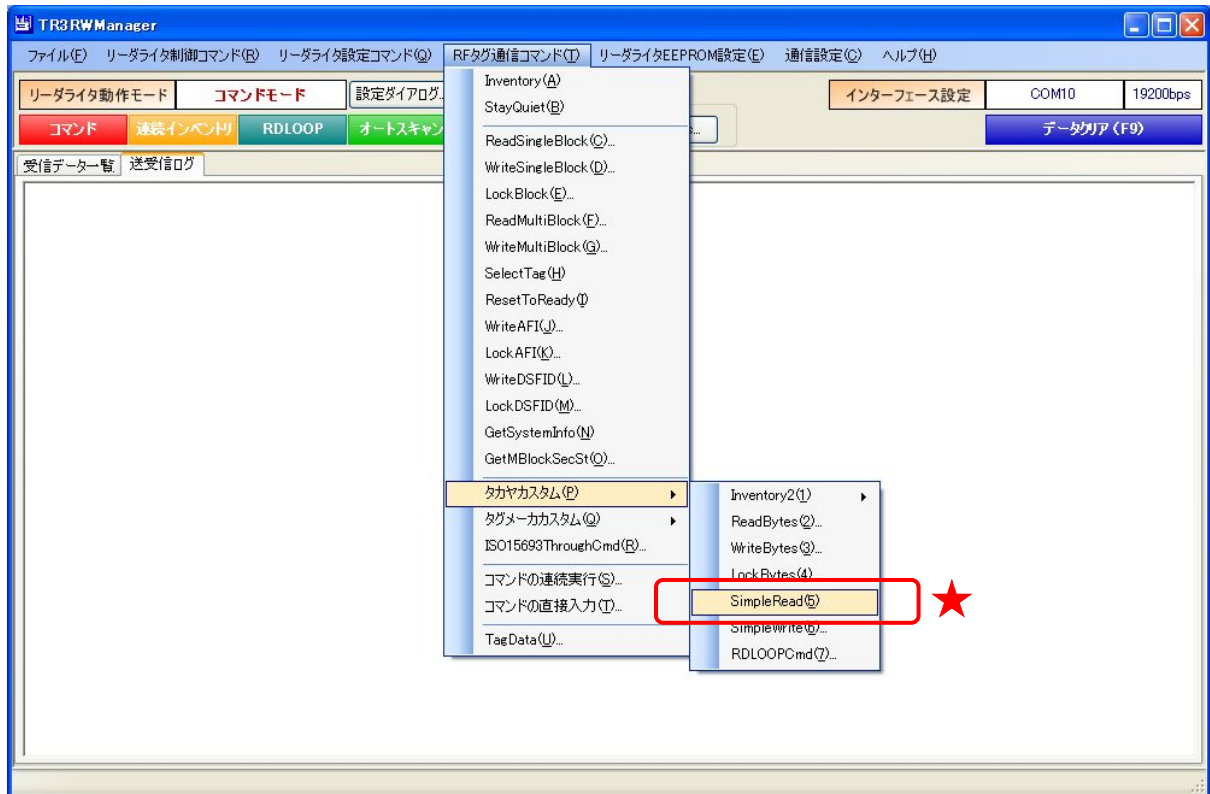 TR3RWManager
ファイル(F) リーダライタ制御コマンド(R) リーダライタ設定コマンド(Q) RFタグ通信コマンド(T) リーダライタEEPROM設定(E) 通信設定(C) ヘルプ(H)
リーダライタ動作モード コマンドモード 設定ダイアログ... インターフェース設定 COM10 19200bps
コマンド 連続インベントリ RDLOOP オートスキャン データクリア(F9)
受信データ一覧 送受信ログ
Inventory(A)
StayQuiet(B)
ReadSingleBlock(C)...
WriteSingleBlock(D)...
LockBlock(E)...
ReadMultiBlock(F)...
WriteMultiBlock(G)...
SelectTag(H)
ResetToReady(I)
WriteAFI(J)...
LockAFI(K)...
WriteDSFID(L)...
LockDSFID(M)...
GetSystemInfo(N)
GetMBlockSecSt(O)...
タカヤカスタム(P)
タグメーカカスタム(Q)
ISO15693ThroughCmd(R)...
コマンドの連続実行(S)...
コマンドの直接入力(T)...
TagData(U)...
Inventory2(1)
ReadBytes(2)...
WriteBytes(3)...
LockBytes(4)
SimpleRead(5)
SimpleWrite(6)...
RDLOOPCmd(7)...